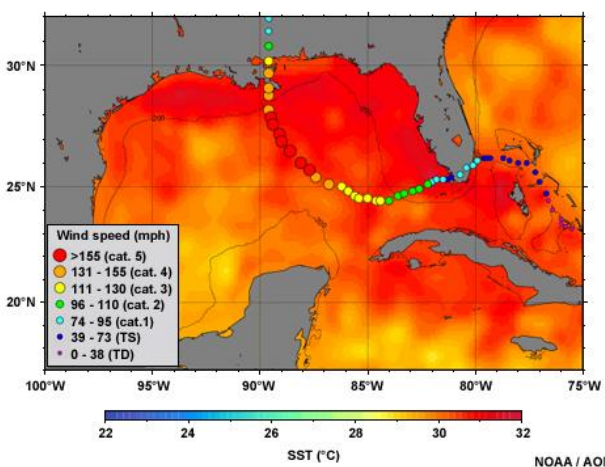 30°N
25°N
20°N
Wind speed (mph)
>155 (cat. 5)
131 - 155 (cat. 4)
111 - 130 (cat. 3)
96 - 110 (cat. 2)
74 - 95 (cat.1)
39 - 73 (TS)
0 - 38 (TD)
100°W 95°W 90°W 85°W 80°W 75°W
22 24 26 28 30 32
SST (°C)
NOAA / AO